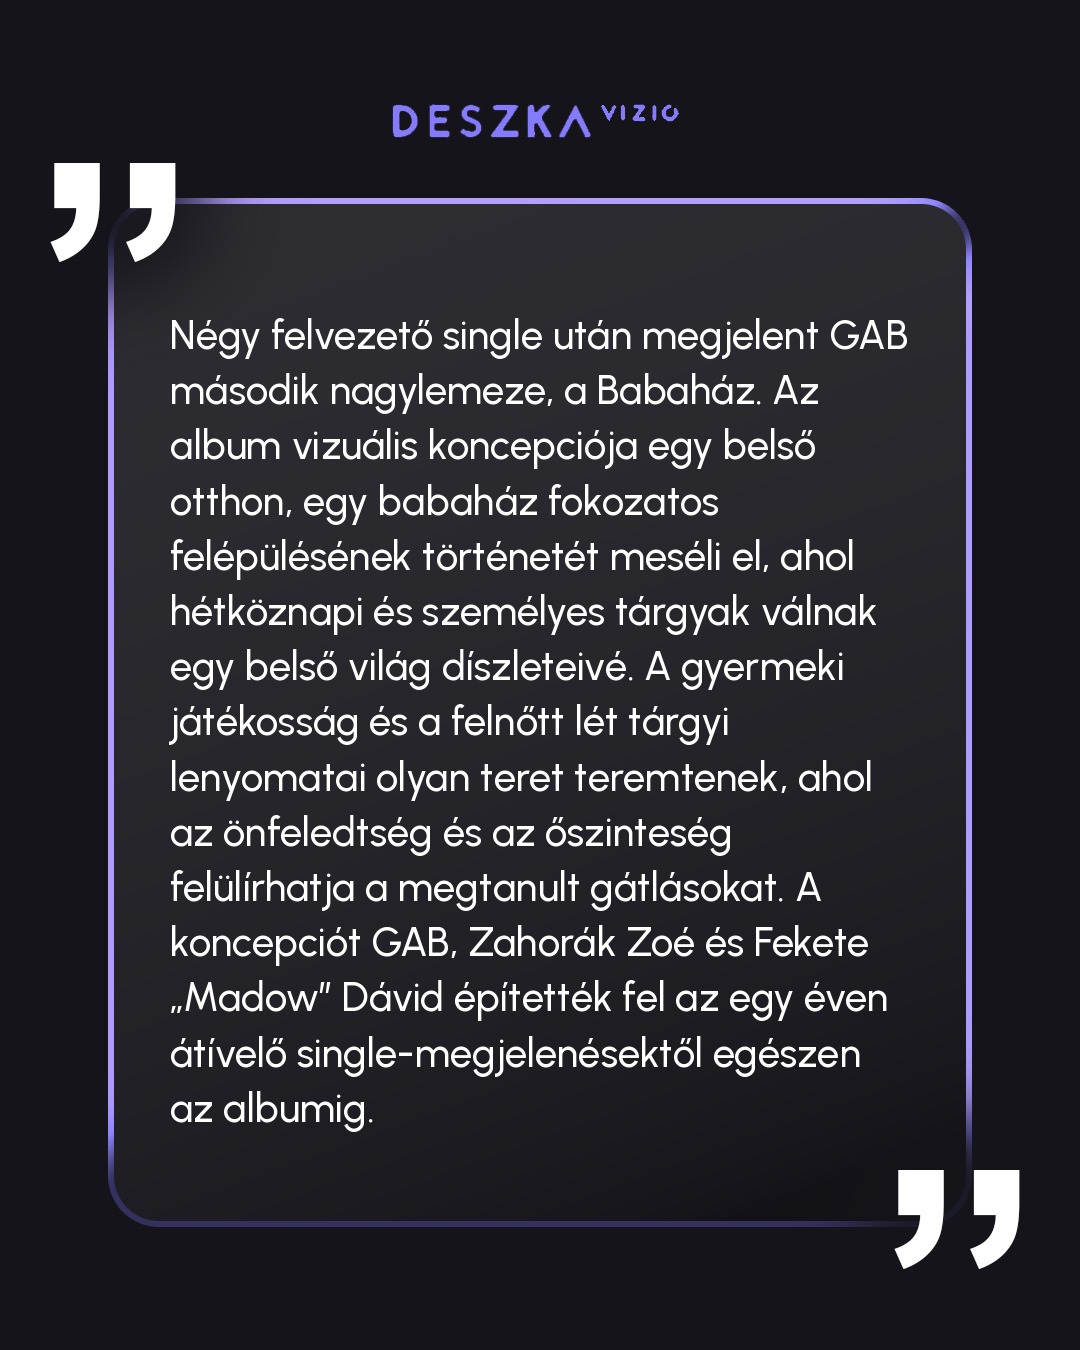 DESZKA VIZIO
”
Négy felvezető single után megjelent GAB
második nagylemeze, a Babaház. Az
album vizuális koncepciója egy belső
otthon, egy babaház fokozatos
felépülésének történetét meséli el, ahol
hétköznapi és személyes tárgyak válnak
egy belső világ díszleteivé. A gyermeki
játékosság és a felnőtt lét tárgyi
lenyomatai olyan teret teremtenek, ahol
az önfeledtség és az őszinteség
felülírhatja a megtanult gátlásokat. A
koncepciót GAB, Zahorák Zoé és Fekete
„Madow” Dávid építették fel az egy éven
átívelő single-megjelenésektől egészen
az albumig.
”